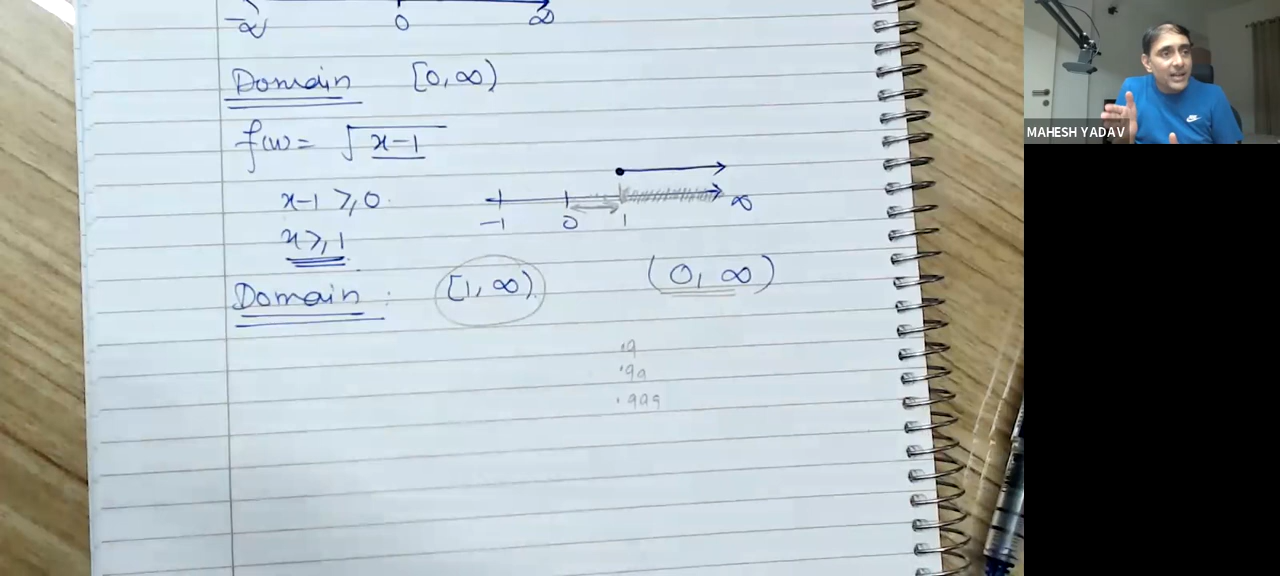 -∞ 0 ∞
Domain [0, ∞)
f(x) = √x-1
x-1 ≥ 0
-1 0 1 ∞
x ≥ 1
Domain : [1, ∞) (0, ∞)
.9
.99
.999
MAHESH YADAV